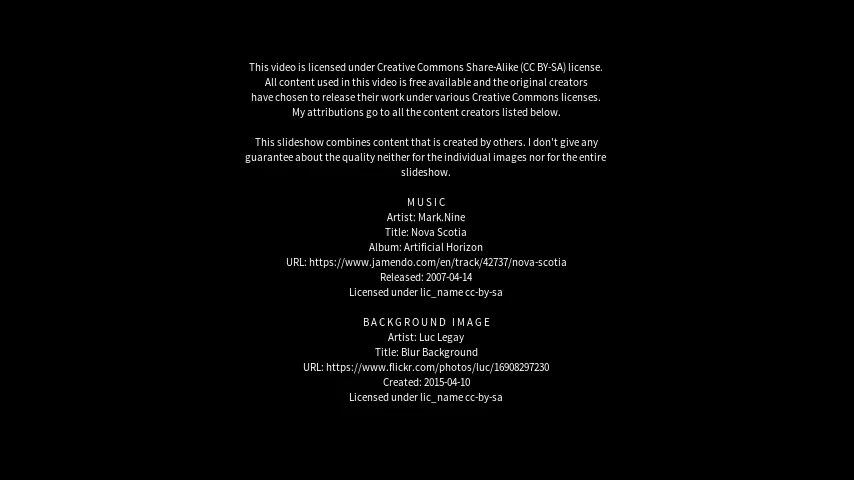 This video is licensed under Creative Commons Share-Alike (CC BY-SA) license.
All content used in this video is free available and the original creators
have chosen to release their work under various Creative Commons licenses.
My attributions go to all the content creators listed below.
This slideshow combines content that is created by others. I don't give any
guarantee about the quality neither for the individual images nor for the entire
slideshow.
MUSIC
Artist: Mark.Nine
Title: Nova Scotia
Album: Artificial Horizon
URL: https://www.jamendo.com/en/track/42737/nova-scotia
Released: 2007-04-14
Licensed under lic_name cc-by-sa
BACKGROUND IMAGE
Artist: Luc Legay
Title: Blur Background
URL: https://www.flickr.com/photos/luc/16908297230
Created: 2015-04-10
Licensed under lic_name cc-by-sa